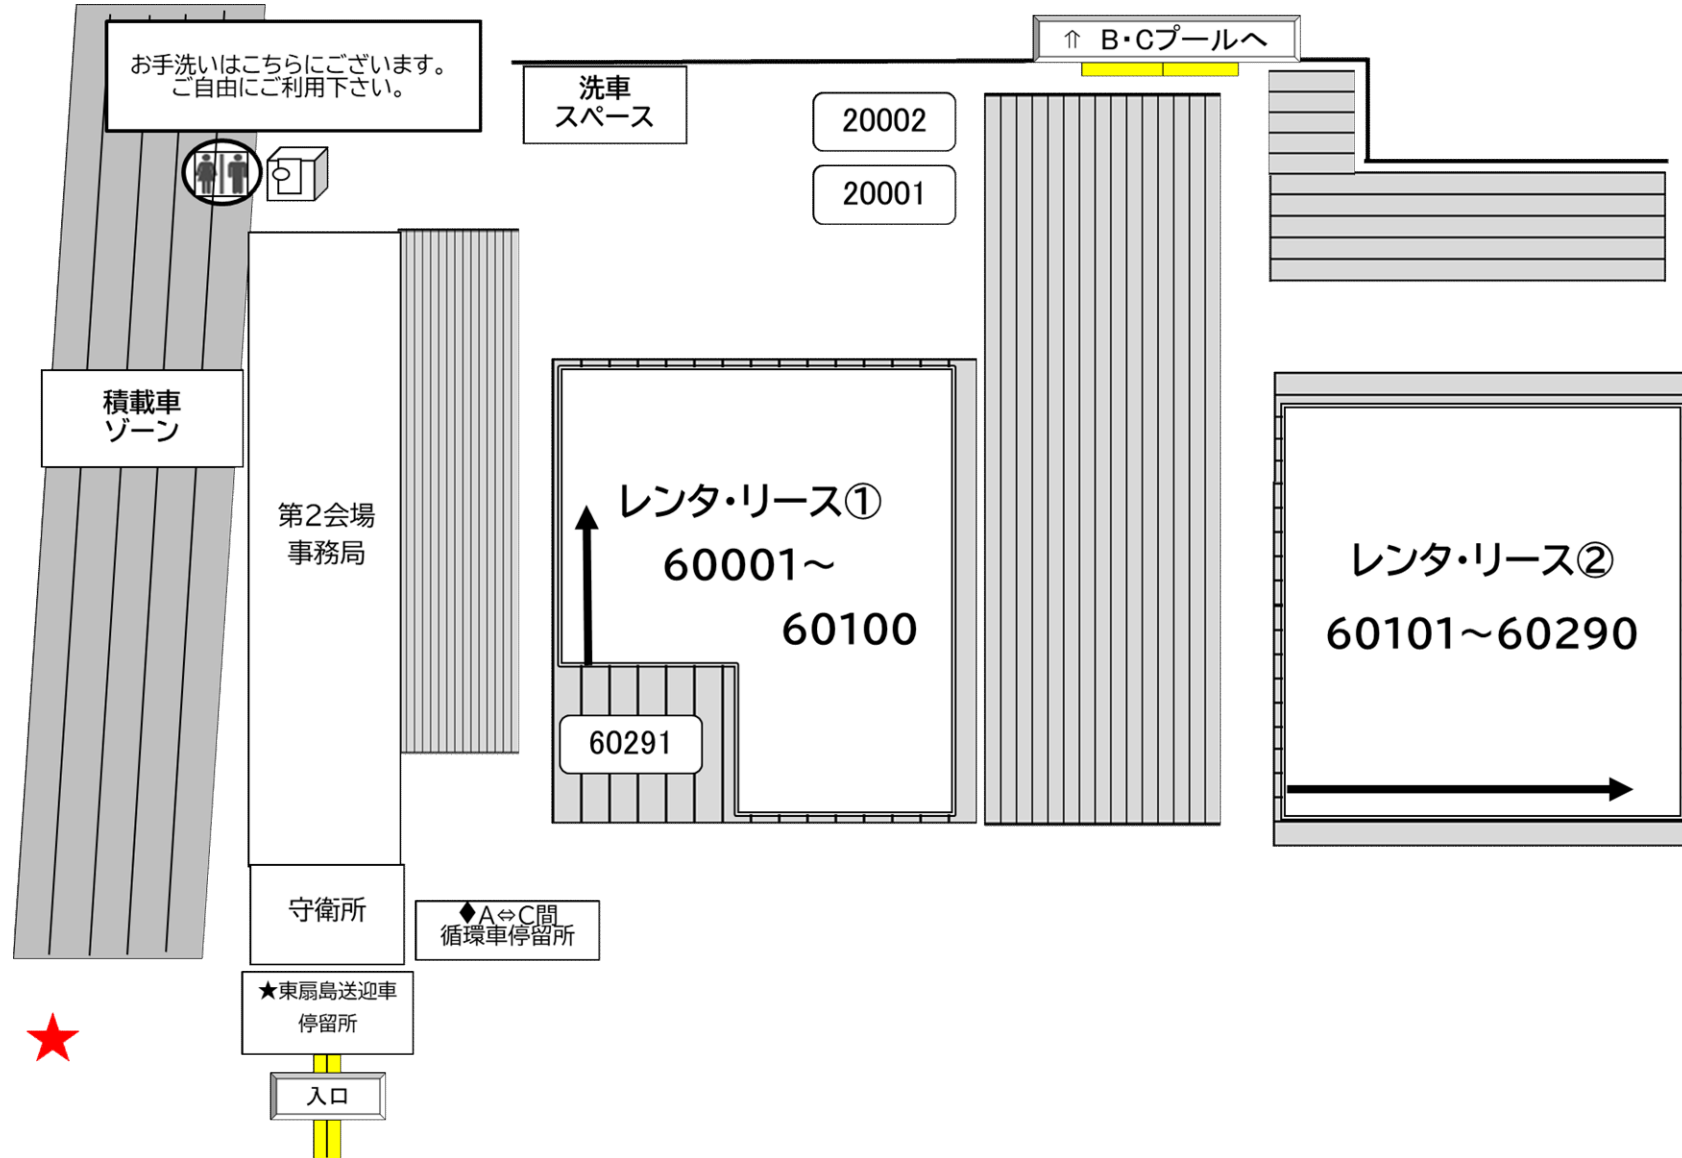 お手洗いはこちらにございます。
ご自由にご利用下さい。
⇑ B・Cプールへ
洗車
スペース
20002
20001
積載車
ゾーン
第2会場
事務局
レンタ・リース①
60001～
60100
レンタ・リース②
60101～60290
60291
守衛所
♦A⇔C間
循環車停留所
★東扇島送迎車
停留所
入口